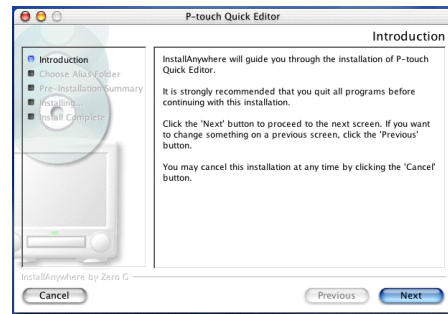 P-touch Quick Editor
Introduction
Introduction
Choose Alias Folder
Pre-Installation Summary
Installing...
Install Complete
InstallAnywhere will guide you through the installation of P-touch
Quick Editor.
It is strongly recommended that you quit all programs before
continuing with this installation.
Click the 'Next' button to proceed to the next screen. If you want
to change something on a previous screen, click the 'Previous'
button.
You may cancel this installation at any time by clicking the 'Cancel'
button.
InstallAnywhere by Zero G
Cancel
Previous
Next